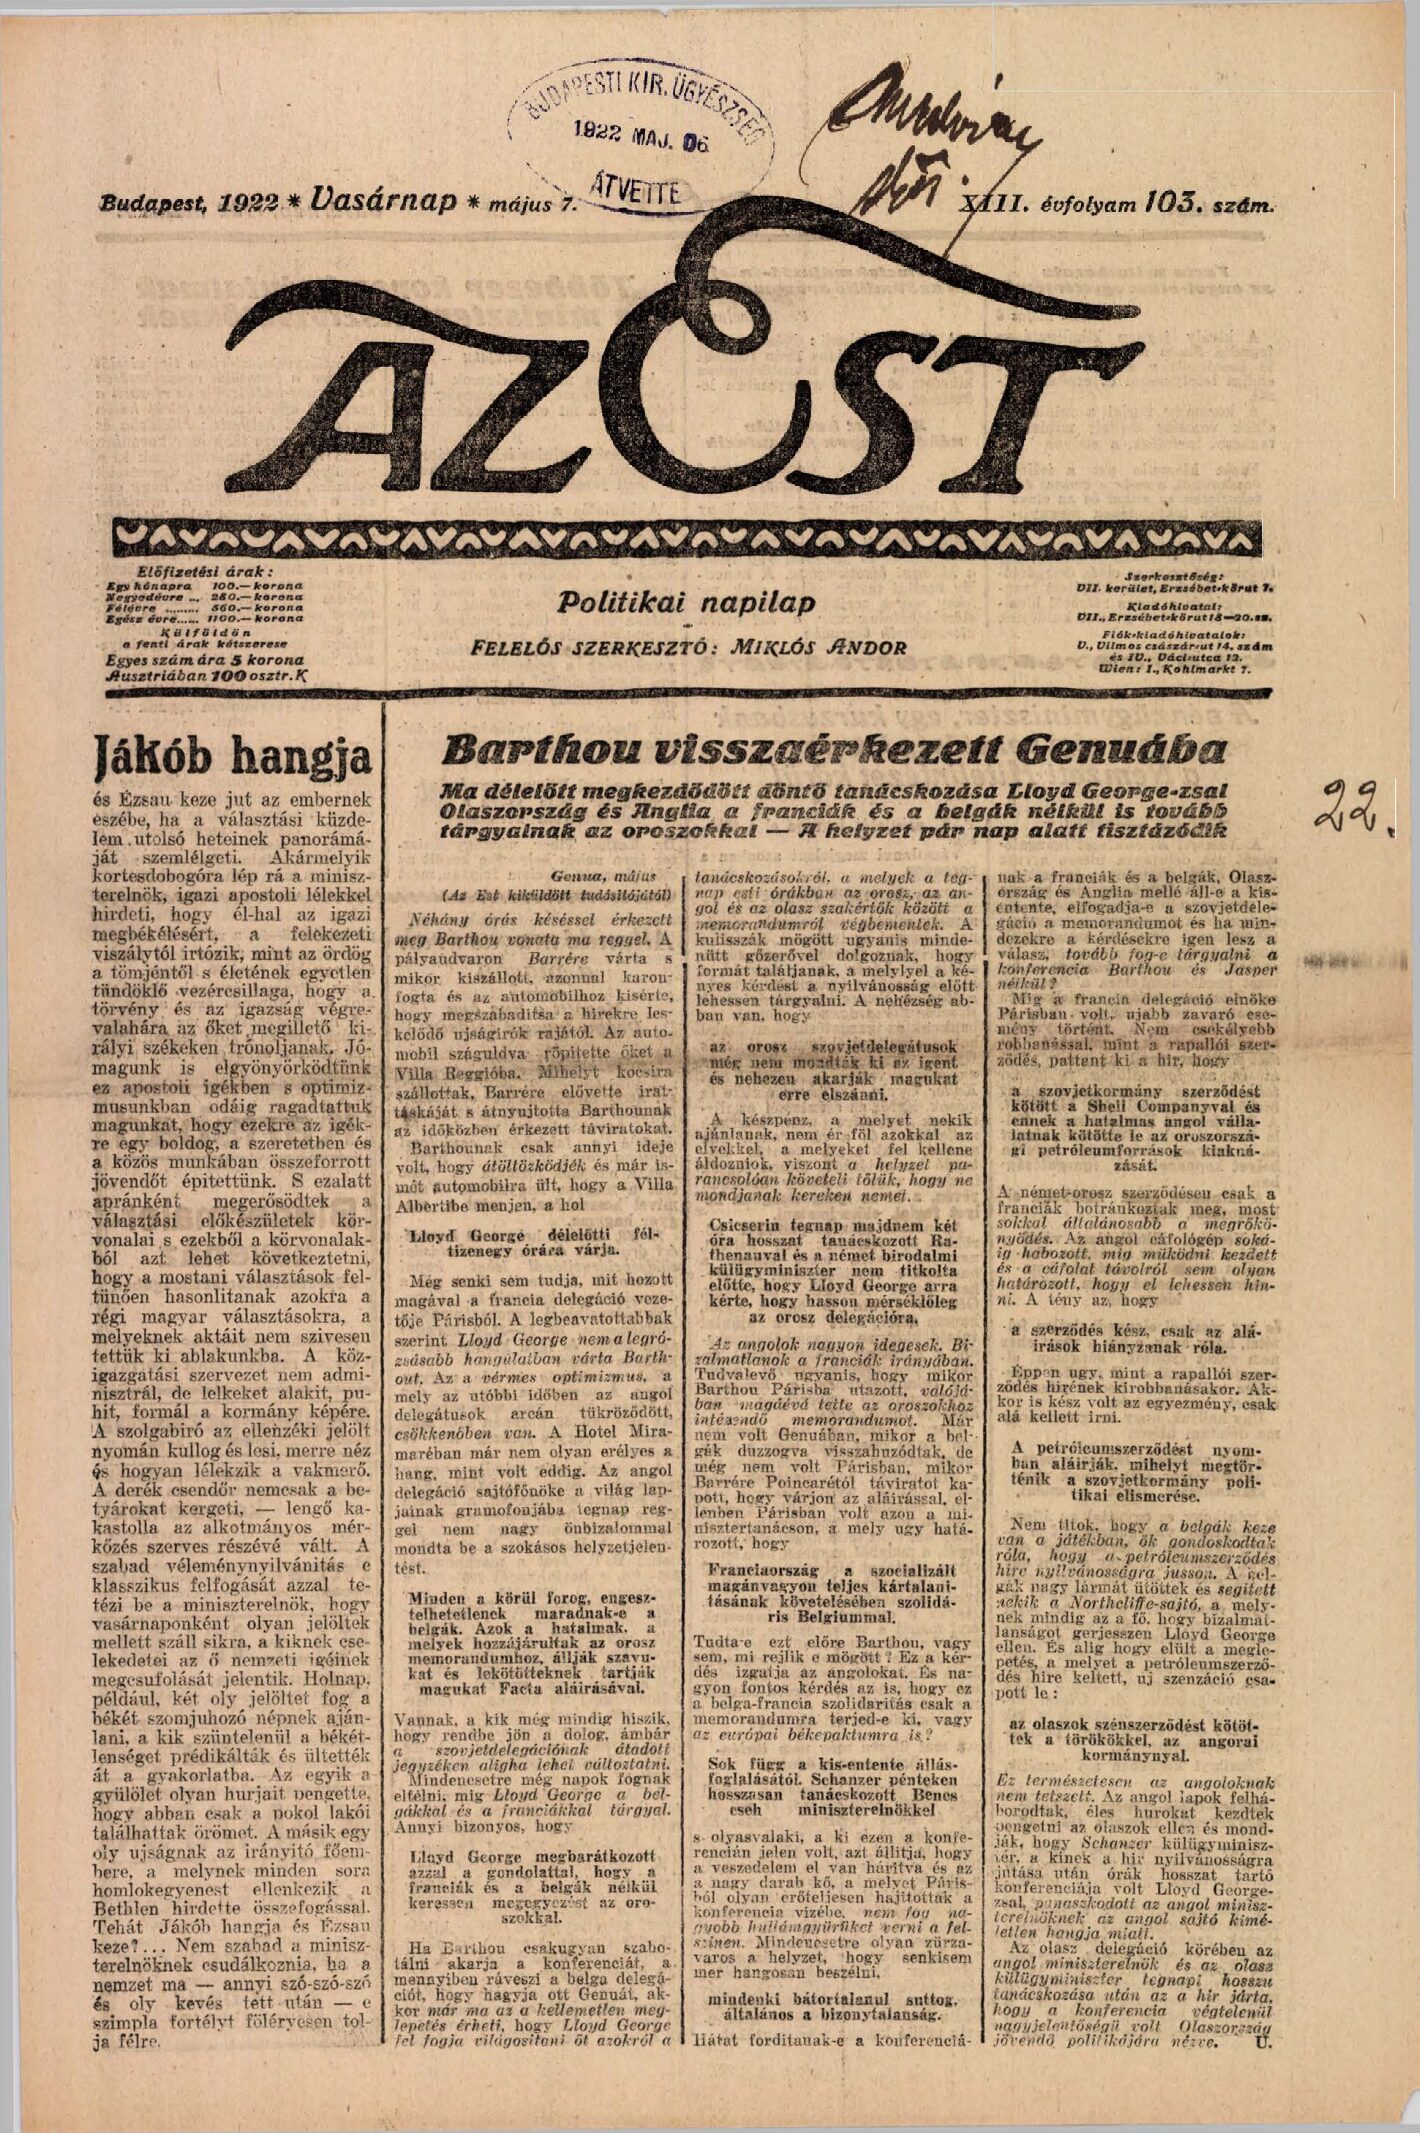 BUDAPESTI KIR. ÜGYÉSZSÉG
1922 MAJ. 06
ÁTVETTE
Budapest, 1922 * Vasárnap * május 7.
XIII. évfolyam 103. szám.
AZ EST
Előfizetési árak:
Egy hónapra 100.— korona
Negyedévre ... 280.— korona
Félévre ........ 560.— korona
Egész évre...... 1100.— korona
Külföldön
a fenti árak kétszerese
Egyes szám ára 5 korona
Ausztriában 100 osztr. K
Politikai napilap
FELELŐS SZERKESZTŐ: MIKLÓS ANDOR
Szerkesztőség:
VII. kerület, Erzsébet-körut 7.
Kiadóhivatal:
VII., Erzsébet-körut 18—20. sz.
Fiók-kiadóhivatalok:
V., Vilmos császár-ut 14. szám
és IV., Váci-utca 12.
Wien: I., Kohlmarkt 7.
22.
Jákób hangja
és Ézsau keze jut az embernek
eszébe, ha a választási küzde-
lem utolsó heteinek panorámá-
ját szemlélgeti. Akármelyik
kortesdobogóra lép rá a minisz-
terelnök, igazi apostoli lélekkel
hirdeti, hogy él-hal az igazi
megbékélésért, a felekezeti
viszálytól irtózik, mint az ördög
a tömjéntől s életének egyetlen
tündöklő vezércsillaga, hogy a
törvény és az igazság végre-
valahára az őket megillető ki-
rályi székeken trónoljanak. Jó-
magunk is elgyönyörködtünk
ez apostoli igékben s optimiz-
musunkban odáig ragadtattuk
magunkat, hogy ezekre az igék-
re egy boldog, a szeretetben és
a közös munkában összeforrott
jövendőt épitettünk. S ezalatt
apránként megerősödtek a
választási előkészületek kör-
vonalai s ezekből a körvonalak-
ból azt lehet következtetni,
hogy a mostani választások fel-
tünően hasonlitanak azokra a
régi magyar választásokra, a
melyeknek aktáit nem szivesen
tettük ki ablakunkba. A köz-
igazgatási szervezet nem admi-
nisztrál, de lelkeket alakit, pu-
hit, formál a kormány képére.
A szolgabiró az ellenzéki jelölt
nyomán kullog és lesi, merre néz
és hogyan lélekzik a vakmerő.
A derék csendőr nemcsak a be-
tyárokat kergeti, — lengő ka-
kastolla az alkotmányos mér-
kőzés szerves részévé vált. A
szabad véleménynyilvánitás e
klasszikus felfogását azzal te-
tézi be a miniszterelnök, hogy
vasárnaponként olyan jelöltek
mellett száll sikra, a kiknek cse-
lekedetei az ő nemzeti igéinek
megcsufolását jelentik. Holnap,
például, két oly jelöltet fog a
békét szomjuhozó népnek aján-
lani, a kik szüntelenül a békét-
lenséget prédikálták és ültették
át a gyakorlatba. Az egyik a
gyülölet olyan hurjait pengette,
hogy abban csak a pokol lakói
találhattak örömet. A másik egy
oly ujságnak az irányitó főem-
bere, a melynek minden sora
homlokegyenest ellenkezik a
Bethlen hirdette összefogással.
Tehát Jákób hangja és Ézsau
keze?... Nem szabad a minisz-
terelnöknek csudálkoznia, ha a
nemzet ma — annyi szó-szó-szó
és oly kevés tett után — e
szimpla fortélyt fölényesen tol-
ja félre.
Barthou visszaérkezett Genuába
Ma délelőtt megkezdődött döntő tanácskozása Lloyd George-zsal
Olaszország és Anglia a franciák és a belgák nélkül is tovább
tárgyalnak az oroszokkal — A helyzet pár nap alatt tisztázódik
Genua, május
(Az Est kiküldött tudósitójától)
Néhány órás késéssel érkezett
meg Barthou vonata ma reggel. A
pályaudvaron Barrére várta s
mikor kiszállott, azonnal karon-
fogta és az automobilhoz kisérte,
hogy megszabaditsa a hirekre les-
kelődő ujságirók rajától. Az auto-
mobil száguldva röpitette őket a
Villa Reggióba. Mihelyt kocsira
szállottak, Barrére elővette irat-
táskáját s átnyujtotta Barthounak
az időközben érkezett táviratokat.
Barthounak csak annyi ideje
volt, hogy átöltözködjék és már is-
mét automobilra ült, hogy a Villa
Albertibe menjen, a hol
Lloyd George délelőtti fél-
tizenegy órára várja.
Még senki sem tudja, mit hozott
magával a francia delegáció veze-
tője Párisból. A legbeavatottabbak
szerint Lloyd George nem a legró-
zsásabb hangulatban várta Barth-
out. Az a vérmes optimizmus, a
mely az utóbbi időben az angol
delegátusok arcán tükröződött,
csökkenőben van. A Hotel Mira-
maréban már nem olyan erélyes a
hang, mint volt eddig. Az angol
delegáció sajtófőnöke a világ lap-
jainak gramofonjába tegnap reg-
gel nem nagy önbizalommal
mondta be a szokásos helyzetjelen-
tést.
Minden a körül forog, engesz-
telhetetlenek maradnak-e a
belgák. Azok a hatalmak, a
melyek hozzájárultak az orosz
memorandumhoz, állják szavu-
kat és lekötötteknek tartják
magukat Facta aláirásával.
Vannak, a kik még mindig hiszik,
hogy rendbe jön a dolog, ámbár
a szovjetdelegációnak átadott
jegyzéken aligha lehet változtatni.
Mindenesetre még napok fognak
eltelni, mig Lloyd George a bel-
gákkal és a franciákkal tárgyal.
Annyi bizonyos, hogy
Lloyd George megbarátkozott
azzal a gondolattal, hogy a
franciák és a belgák nélkül
keressen megegyezést az oro-
szokkal.
Ha Barthou csakugyan szabo-
tálni akarja a konferenciát, a
mennyiben ráveszi a belga delegá-
ciót, hogy hagyja ott Genuát, ak-
kor már ma az a kellemetlen meg-
lepetés érheti, hogy Lloyd George
fel fogja világositani őt azokról a
tanácskozásokról, a melyek a teg-
nap esti órákban az orosz, az an-
gol és az olasz szakértők között a
memorandumról végbementek. A
kulisszák mögött ugyanis minde-
nütt gőzerővel dolgoznak, hogy
formát találjanak, a melylyel a ké-
nyes kérdést a nyilvánosság előtt
lehessen tárgyalni. A nehézség ab-
ban van, hogy
az orosz szovjetdelegátusok
még nem mondták ki az igent
és nehezen akarják magukat
erre elszánni.
A készpénz, a melyet nekik
ajánlanak, nem ér föl azokkal az
elvekkel, a melyeket fel kellene
áldozniok, viszont a helyzet pa-
rancsolóan követeli tőlük, hogy ne
mondjanak kereken nemet.
Csicserin tegnap majdnem két
óra hosszat tanácskozott Ra-
thenauval és a német birodalmi
külügyminiszter nem titkolta
előtte, hogy Lloyd George arra
kérte, hogy hasson mérséklőleg
az orosz delegációra.
Az angolok nagyon idegesek. Bi-
zalmatlanok a franciák irányában.
Tudvalevő ugyanis, hogy mikor
Barthou Párisba utazott, valójá-
ban magáévá tette az oroszokhoz
intézendő memorandumot. Már
nem volt Genuában, mikor a bel-
gák duzzogva visszahuzódtak, de
még nem volt Párisban, mikor
Barrére Poincarétól táviratot ka-
pott, hogy várjon az aláirással, el-
lenben Párisban volt azon a mi-
nisztertanácson, a mely ugy hatá-
rozott, hogy
Franciaország a szocializált
magánvagyon teljes kártalani-
tásának követelésében szolidá-
ris Belgiummal.
Tudta-e ezt előre Barthou, vagy
sem, mi rejlik e mögött? Ez a kér-
dés izgatja az angolokat. És na-
gyon fontos kérdés az is, hogy ez
a belga-francia szolidaritás csak a
memorandumra terjed-e ki, vagy
az európai békepaktumra is?
Sok függ a kis-entente állás-
foglalásától. Schanzer pénteken
hosszasan tanácskozott Benes
cseh miniszterelnökkel
s olyasvalaki, a ki ezen a konfe-
rencián jelen volt, azt állitja, hogy
a veszedelem el van háritva és az
a nagy darab kő, a melyet Páris-
ból olyan erőteljesen hajitottak a
konferencia vizébe, nem fog na-
gyobb hullámgyürüket verni a fel-
szinen. Mindenesetre olyan zürza-
varos a helyzet, hogy senkisem
mer hangosan beszélni,
mindenki bátortalanul suttog,
általános a bizonytalanság.
Hátat forditanak-e a konferenciá-
nak a franciák és a belgák, Olasz-
ország és Anglia mellé áll-e a kis-
entente, elfogadja-e a szovjetdele-
gáció a memorandumot és ha min-
dezekre a kérdésekre igen lesz a
válasz, tovább fog-e tárgyalni a
konferencia Barthou és Jasper
nélkül?
Mig a francia delegáció elnöke
Párisban volt, ujabb zavaró ese-
mény történt. Nem csekélyebb
robbanással, mint a rapallói szer-
ződés, pattent ki a hir, hogy
a szovjetkormány szerződést
kötött a Shell Companyval és
ennek a hatalmas angol válla-
latnak kötötte le az oroszorszá-
gi petróleumforrások kiakná-
zását.
A német-orosz szerződésen csak a
franciák botránkoztak meg, most
sokkal általánosabb a megrökö-
nyödés. Az angol cáfológép soká-
ig habozott, mig müködni kezdett
és a cáfolat távolról sem olyan
határozott, hogy el lehessen hin-
ni. A tény az, hogy
a szerződés kész, csak az alá-
irások hiányzanak róla.
Éppen ugy, mint a rapallói szer-
ződés hirének kirobbanásakor. Ak-
kor is kész volt az egyezmény, csak
alá kellett irni.
A petróleumszerződést nyom-
ban aláirják, mihelyt megtör-
ténik a szovjetkormány poli-
tikai elismerése.
Nem titok, hogy a belgák keze
van a játékban, ők gondoskodtak
róla, hogy a petróleumszerződés
hire nyilvánosságra jusson. A bel-
gák nagy lármát ütöttek és segitett
nekik a Northcliffe-sajtó, a mely-
nek mindig az a fő, hogy bizalmat-
lanságot gerjesszen Lloyd George
ellen. És alig hogy elült a megle-
petés, a melyet a petróleumszerző-
dés hire keltett, uj szenzáció csa-
pott le:
az olaszok szénszerződést kötöt-
tek a törökökkel, az angorai
kormánynyal.
Ez természetesen az angoloknak
nem tetszett. Az angol lapok felhá-
borodtak, éles hurokat kezdtek
pengetni az olaszok ellen és mond-
ják, hogy Schanzer külügyminisz-
ter, a kinek a hir nyilvánosságra
jutása után órák hosszat tartó
konferenciája volt Lloyd George-
zsal, panaszkodott az angol minisz-
terelnöknek az angol sajtó kimé-
letlen hangja miatt.
Az olasz delegáció körében az
angol miniszterelnök és az olasz
külügyminiszter tegnapi hosszu
tanácskozása után az a hir járta,
hogy a konferencia végtelenül
nagyjelentőségü volt Olaszország
jövendő politikájára nézve. U.